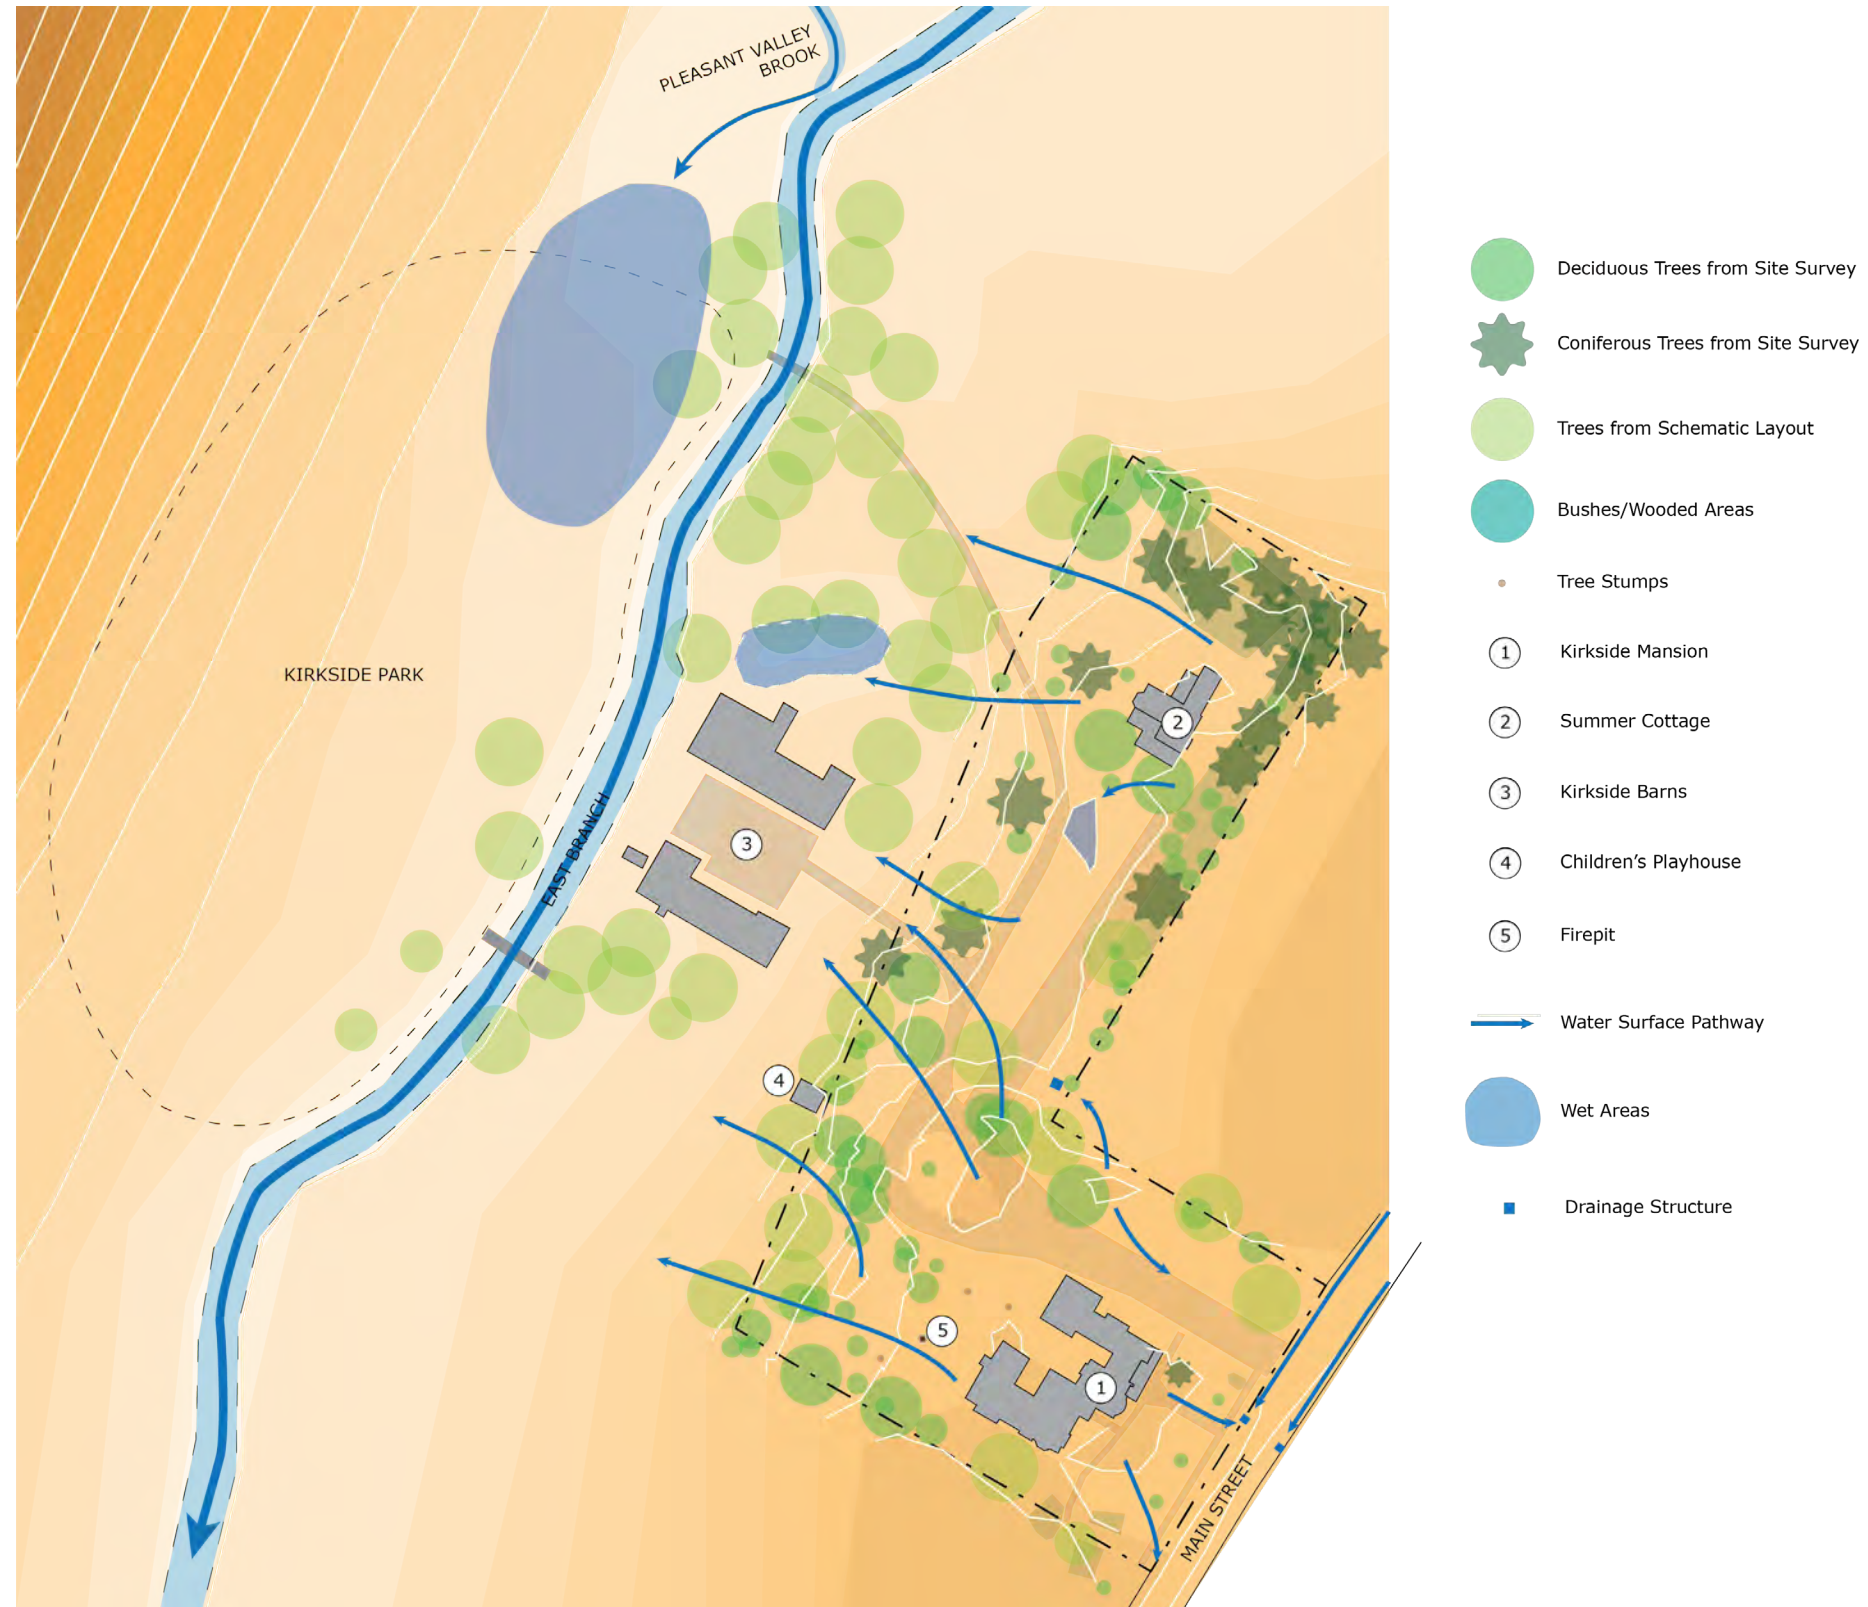 PLEASANT VALLEY
BROOK
KIRKSIDE PARK
EAST BRANCH
2
3
4
5
1
MAIN STREET
Deciduous Trees from Site Survey
Coniferous Trees from Site Survey
Trees from Schematic Layout
Bushes/Wooded Areas
Tree Stumps
1 Kirkside Mansion
2 Summer Cottage
3 Kirkside Barns
4 Children’s Playhouse
5 Firepit
Water Surface Pathway
Wet Areas
Drainage Structure